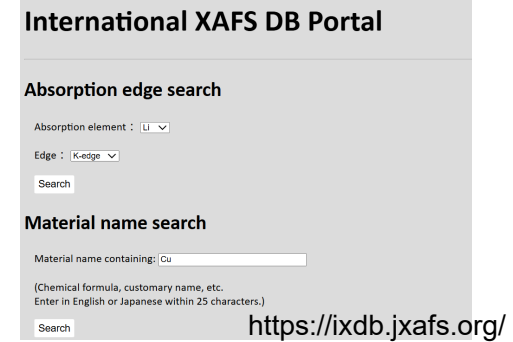 International XAFS DB Portal
Absorption edge search
Absorption element： Li
Edge： K-edge
Search
Material name search
Material name containing: Cu
(Chemical formula, customary name, etc.
Enter in English or Japanese within 25 characters.)
Search
https://ixdb.jxafs.org/